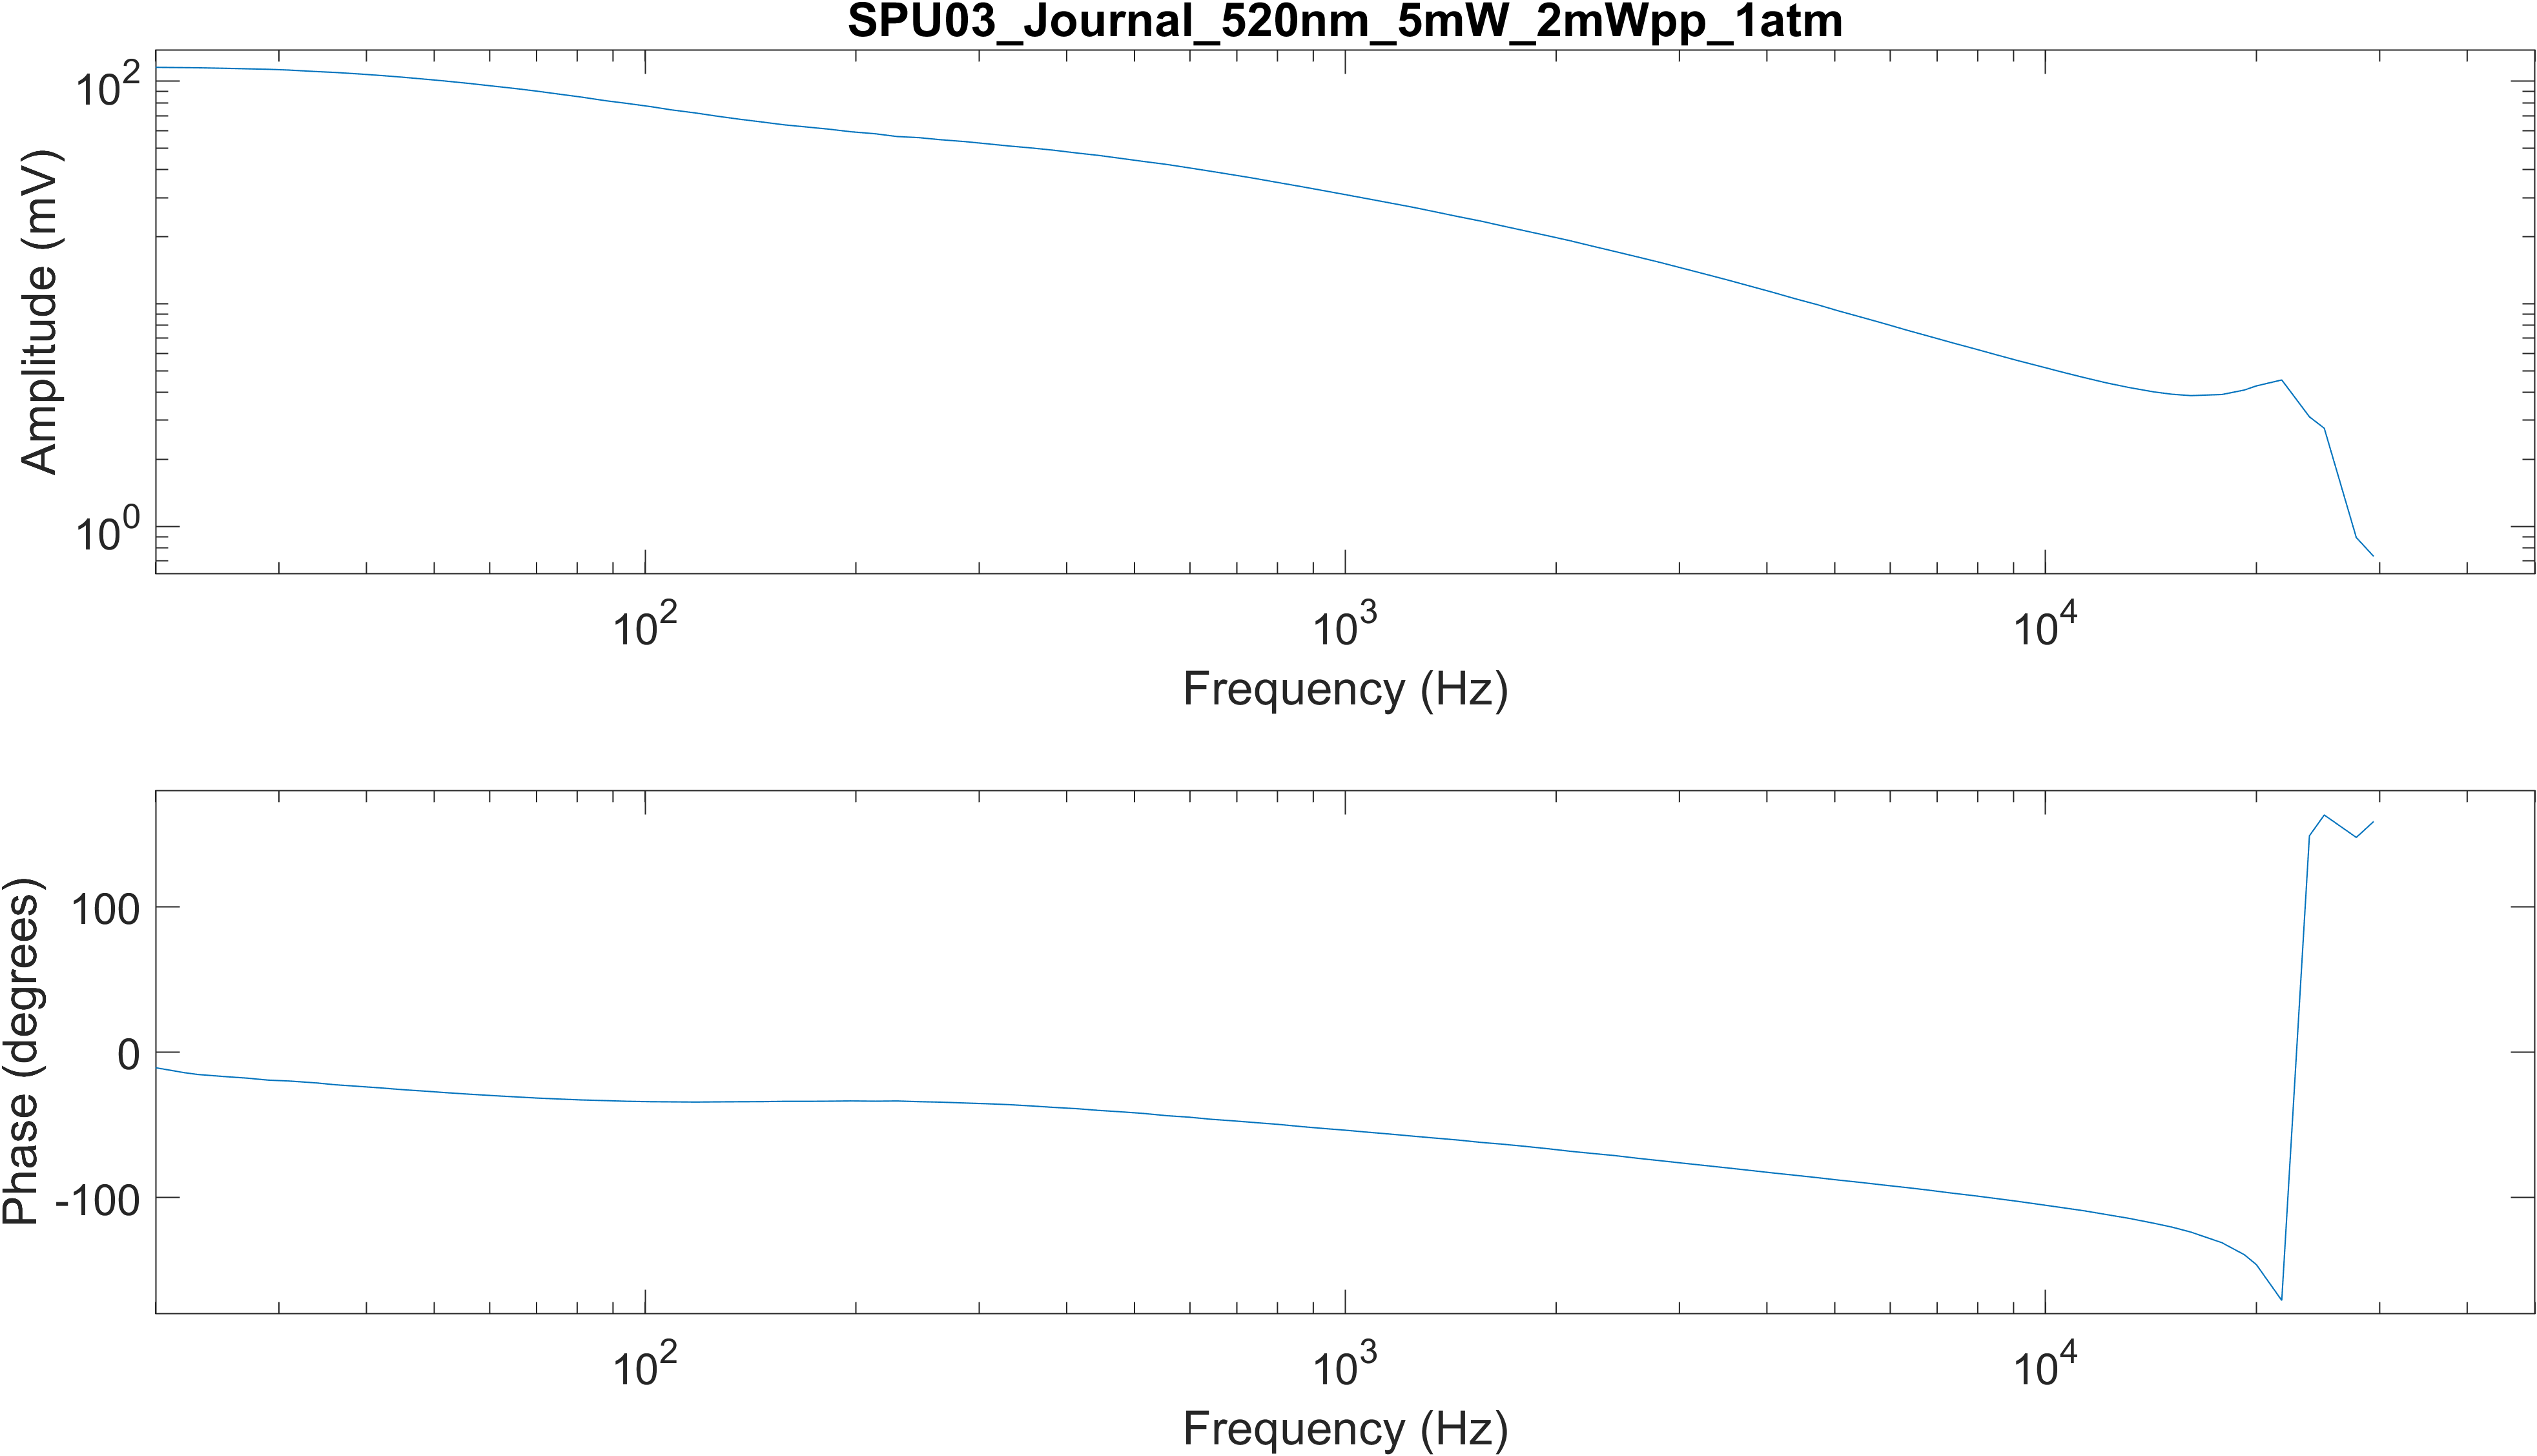 SPU03_Journal_520nm_5mW_2mWpp_1atm
10^2
10^0
Amplitude (mV)
10^2
10^3
10^4
Frequency (Hz)
100
0
-100
Phase (degrees)
10^2
10^3
10^4
Frequency (Hz)